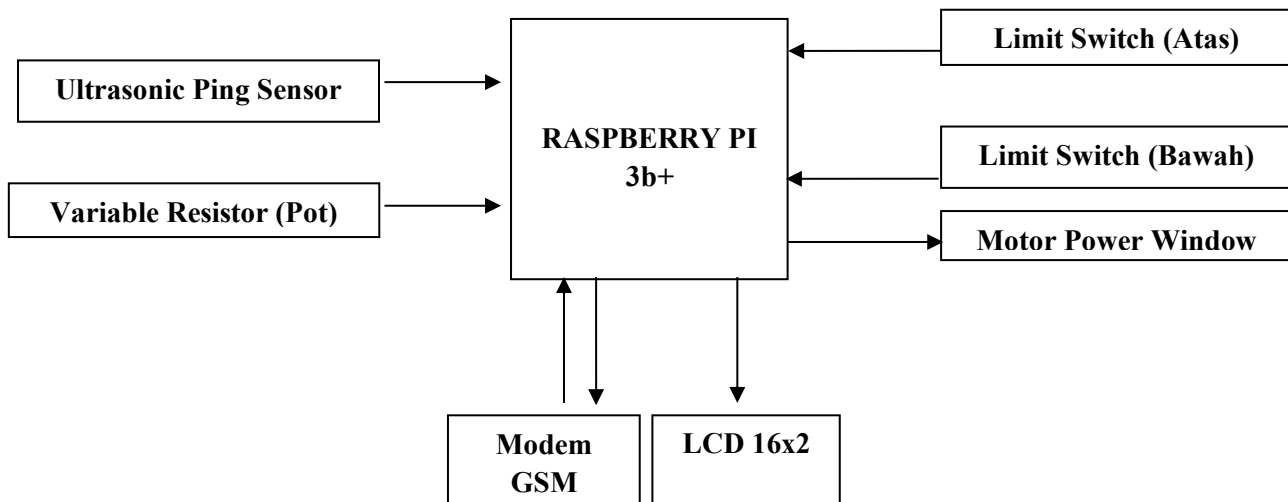 Limit Switch (Atas)
Ultrasonic Ping Sensor
RASPBERRY PI
3b+
Limit Switch (Bawah)
Variable Resistor (Pot)
Motor Power Window
Modem
GSM
LCD 16x2